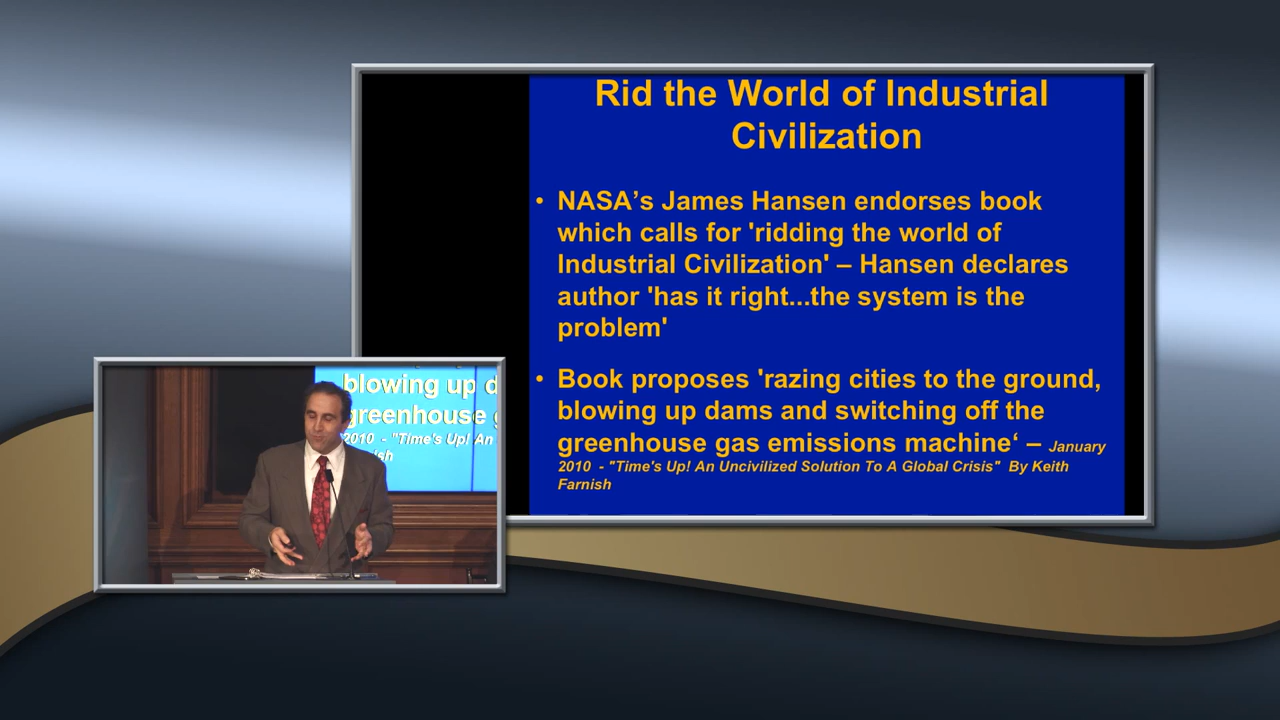 Rid the World of Industrial
Civilization
• NASA’s James Hansen endorses book
which calls for 'ridding the world of
Industrial Civilization' – Hansen declares
author 'has it right...the system is the
problem'
• Book proposes 'razing cities to the ground,
blowing up dams and switching off the
greenhouse gas emissions machine‘ – January
2010 - "Time's Up! An Uncivilized Solution To A Global Crisis" By Keith
Farnish
blowing up d
greenhouse g
2010 - "Time's Up! An